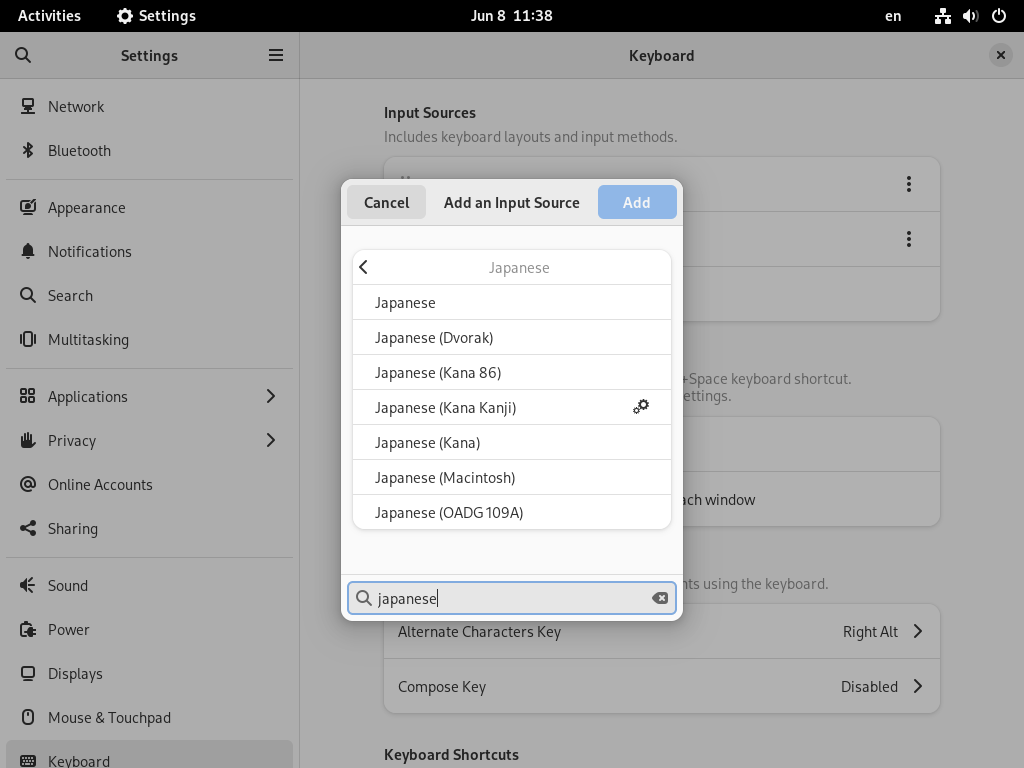 Activities
Settings
Jun 8 11:38
en
Settings
Keyboard
Network
Bluetooth
Appearance
Notifications
Search
Multitasking
Applications
Privacy
Online Accounts
Sharing
Sound
Power
Displays
Mouse & Touchpad
Keyboard
Input Sources
Includes keyboard layouts and input methods.
+Space keyboard shortcut.
ettings.
ach window
nts using the keyboard.
Alternate Characters Key
Right Alt
Compose Key
Disabled
Keyboard Shortcuts
Cancel
Add an Input Source
Add
Japanese
Japanese
Japanese (Dvorak)
Japanese (Kana 86)
Japanese (Kana Kanji)
Japanese (Kana)
Japanese (Macintosh)
Japanese (OADG 109A)
japanese